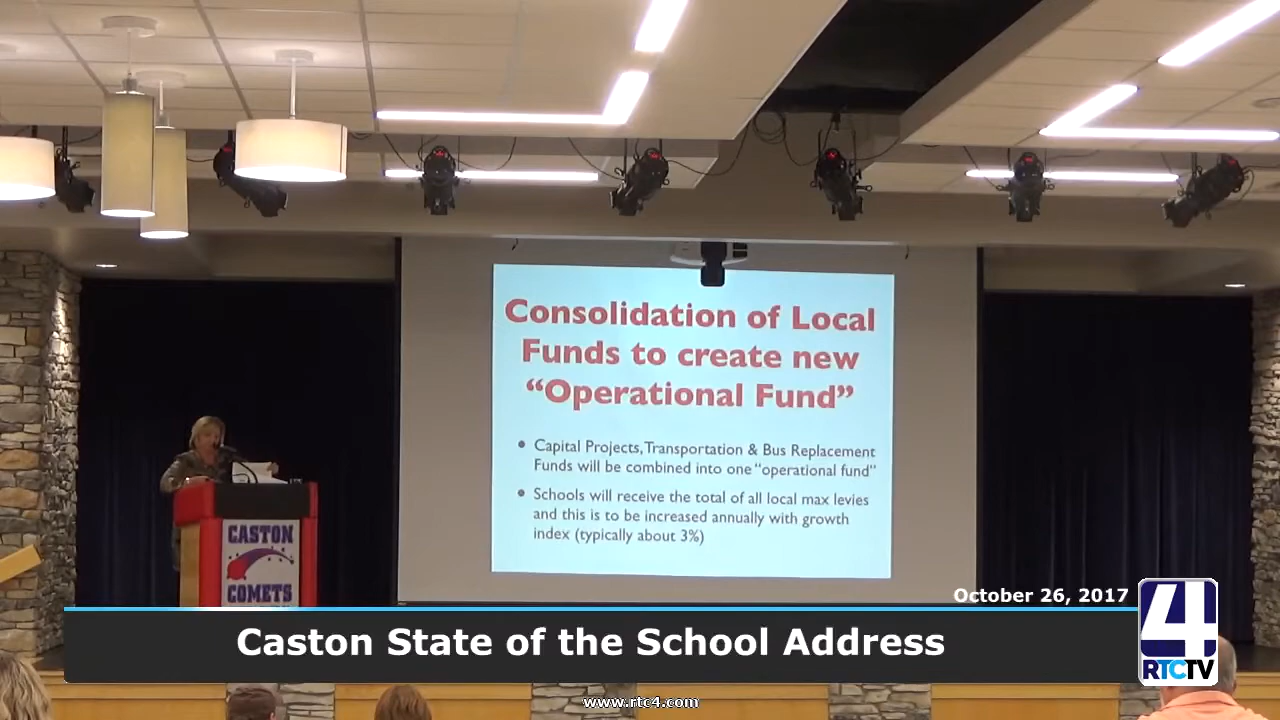 Consolidation of Local
Funds to create new
“Operational Fund”
• Capital Projects, Transportation & Bus Replacement
Funds will be combined into one “operational fund”
• Schools will receive the total of all local max levies
and this is to be increased annually with growth
index (typically about 3%)
CASTON
COMETS
October 26, 2017
Caston State of the School Address
4
RTCTV
www.rtc4.com